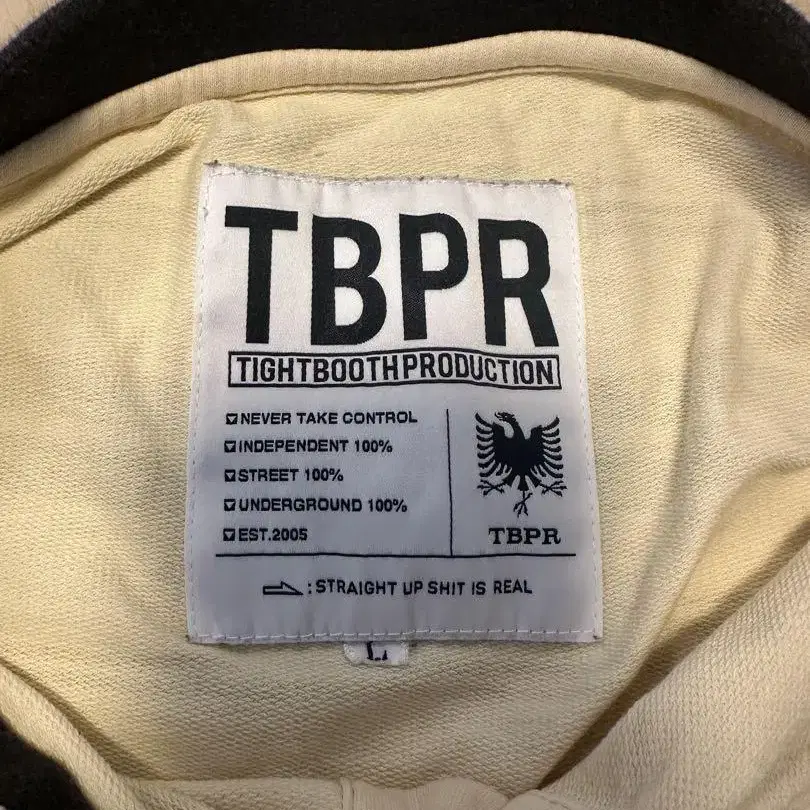 TBPR
TIGHTBOOTHPRODUCTION
NEVER TAKE CONTROL
INDEPENDENT 100%
STREET 100%
UNDERGROUND 100%
EST.2005
TBPR
:STRAIGHT UP SHIT IS REAL
L